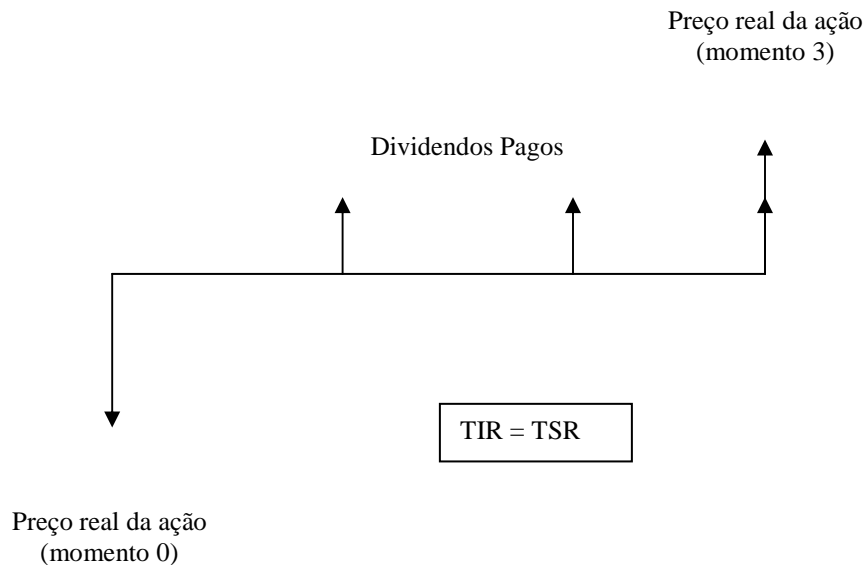 Preço real da ação
(momento 3)
Dividendos Pagos
TIR = TSR
Preço real da ação
(momento 0)